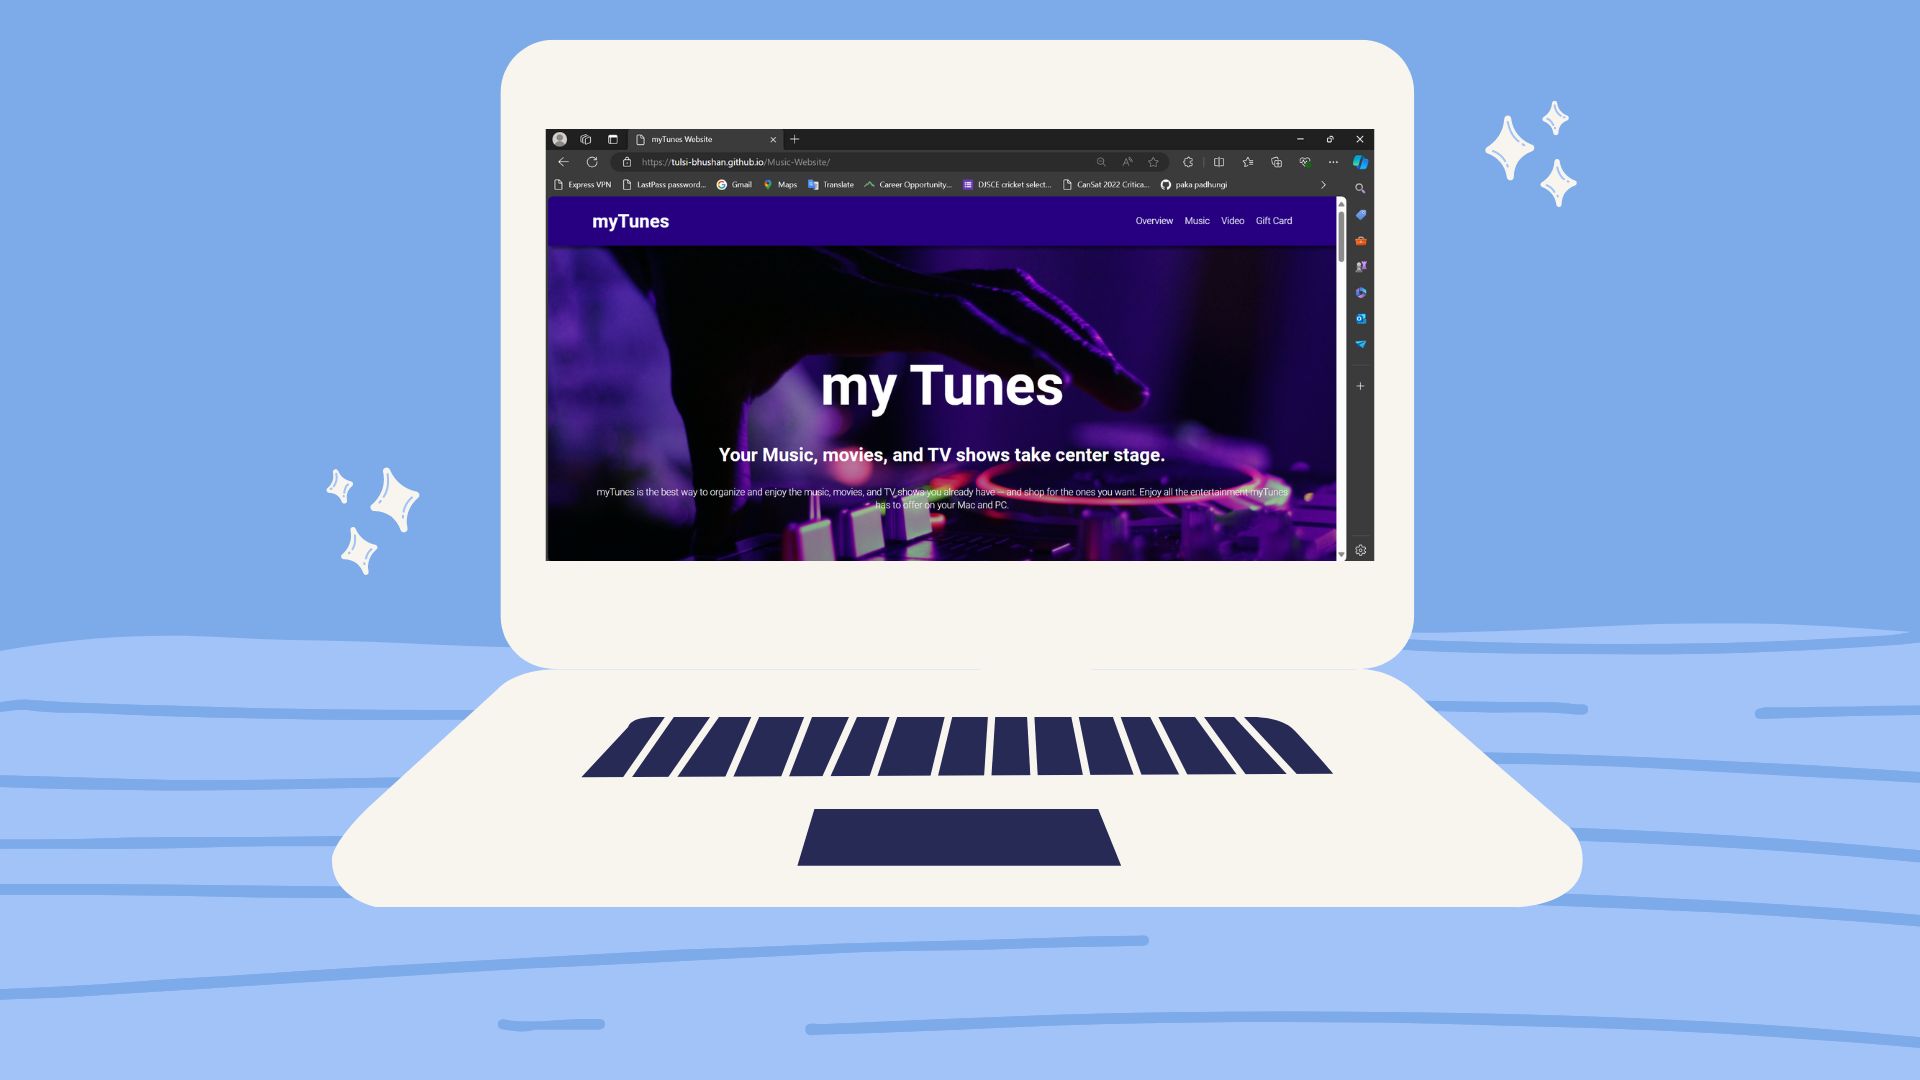 myTunes Website
https://tulsi-bhushan.github.io/Music-Website/
Express VPN LastPass password... Gmail Maps Translate Career Opportunity... DJSCE cricket select... CanSat 2022 Critica... paka padhungi
myTunes Overview Music Video Gift Card
my Tunes
Your Music, movies, and TV shows take center stage.
myTunes is the best way to organize and enjoy the music, movies, and TV shows you already have — and shop for the ones you want. Enjoy all the entertainment myTunes
has to offer on your Mac and PC.